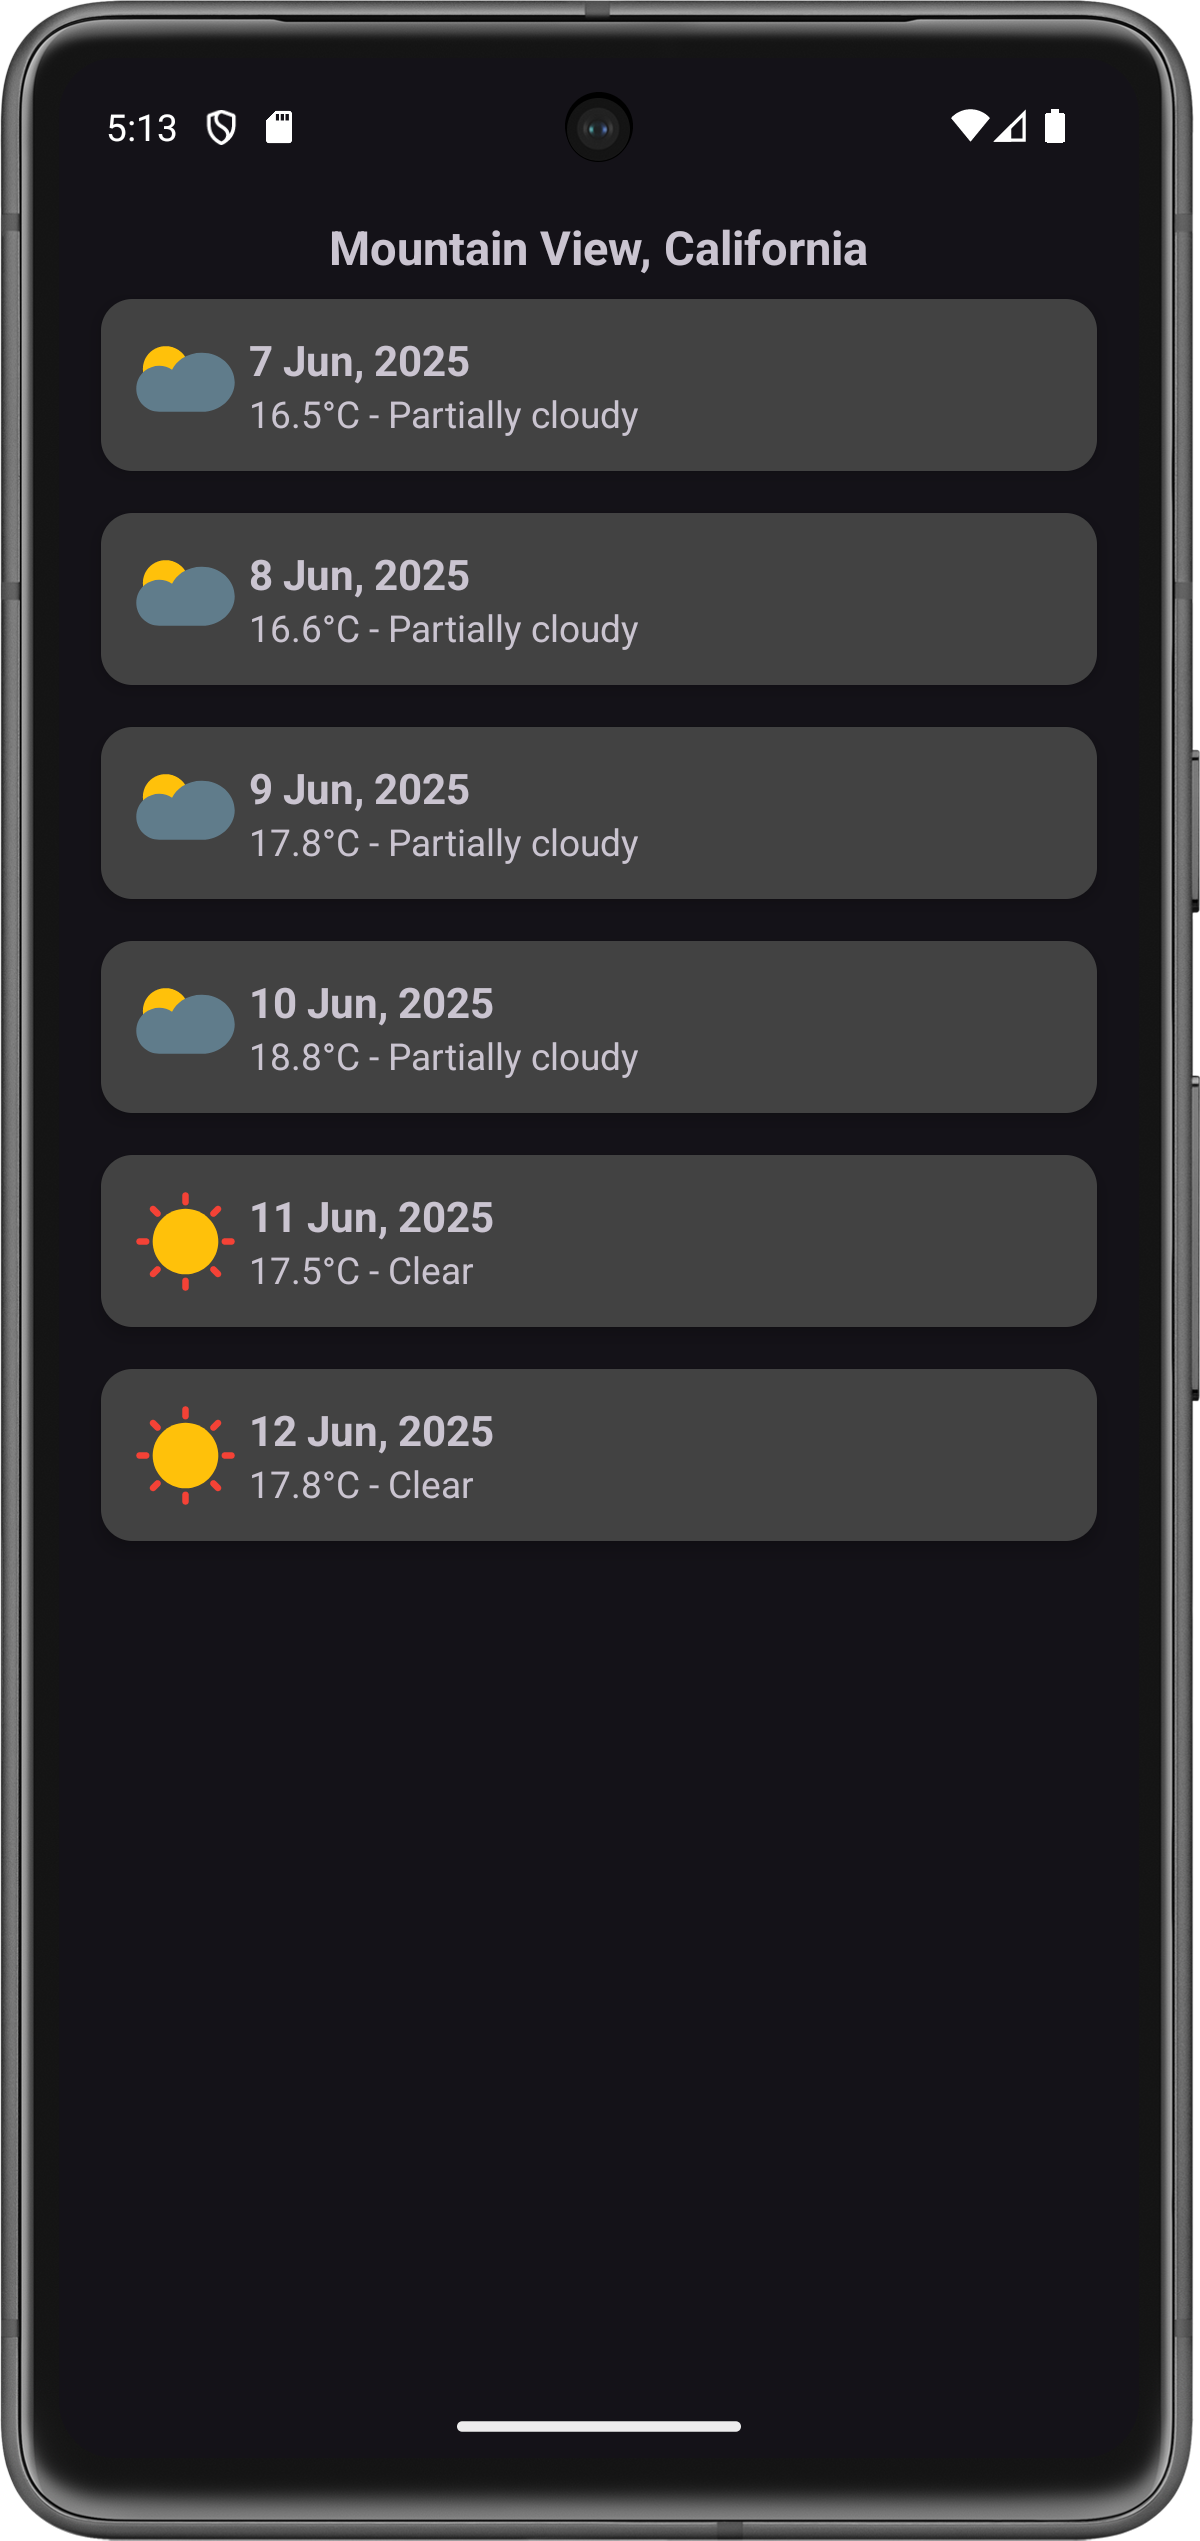 5:13
Mountain View, California
7 Jun, 2025
16.5°C - Partially cloudy
8 Jun, 2025
16.6°C - Partially cloudy
9 Jun, 2025
17.8°C - Partially cloudy
10 Jun, 2025
18.8°C - Partially cloudy
11 Jun, 2025
17.5°C - Clear
12 Jun, 2025
17.8°C - Clear